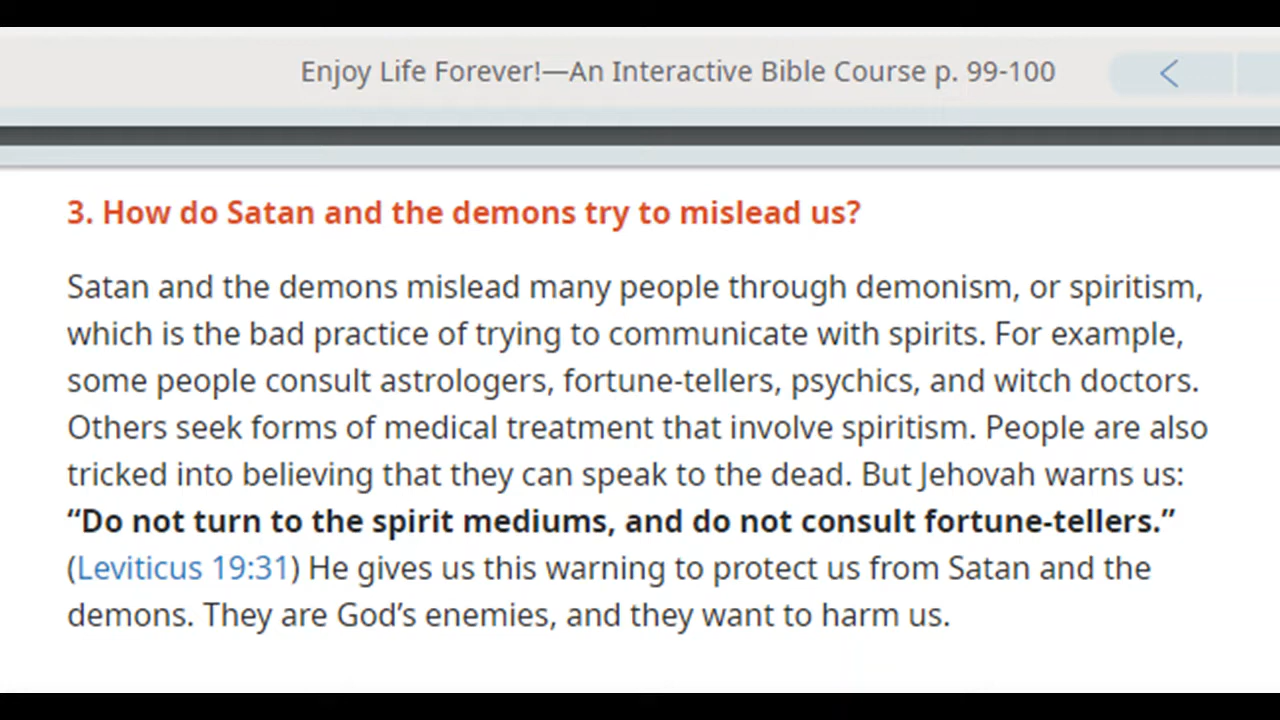 Enjoy Life Forever!—An Interactive Bible Course p. 99-100
3. How do Satan and the demons try to mislead us?
Satan and the demons mislead many people through demonism, or spiritism,
which is the bad practice of trying to communicate with spirits. For example,
some people consult astrologers, fortune-tellers, psychics, and witch doctors.
Others seek forms of medical treatment that involve spiritism. People are also
tricked into believing that they can speak to the dead. But Jehovah warns us:
“Do not turn to the spirit mediums, and do not consult fortune-tellers.”
(Leviticus 19:31) He gives us this warning to protect us from Satan and the
demons. They are God’s enemies, and they want to harm us.